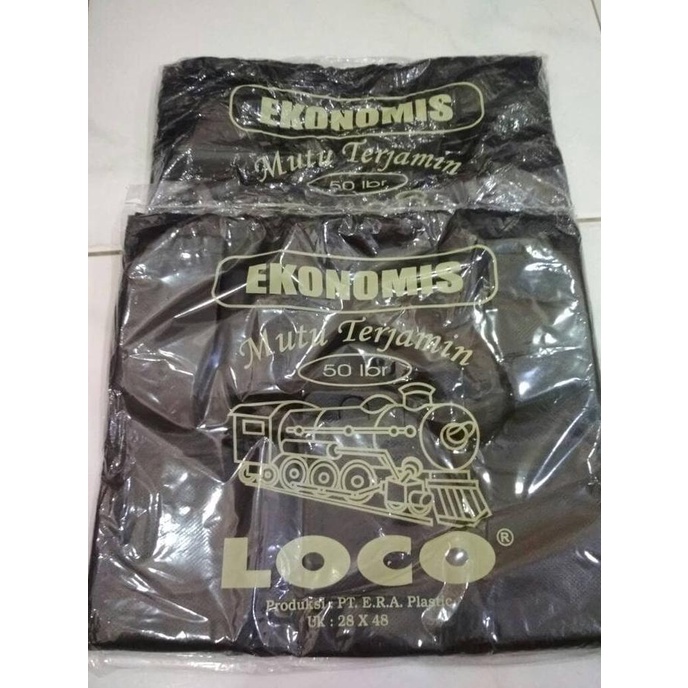 EKONOMIS
Mutu Terjamin
50 lbr
EKONOMIS
Mutu Terjamin
50 lbr
LOCO®
Produksi : PT. E.R.A. Plastic
Uk : 28 X 48